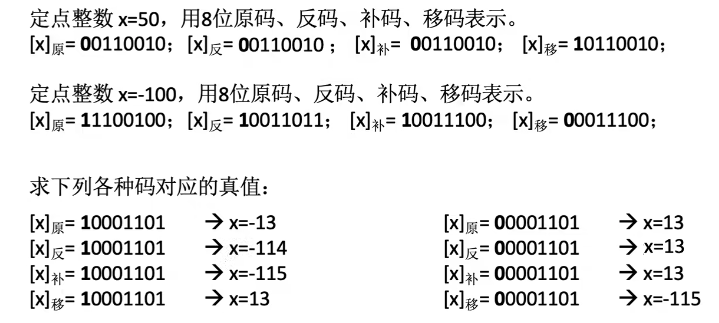 定点整数 x=50，用8位原码、反码、补码、移码表示。
[x]原= 00110010；[x]反= 00110010 ； [x]补= 00110010； [x]移= 10110010；
定点整数 x=-100，用8位原码、反码、补码、移码表示。
[x]原= 11100100；[x]反= 10011011； [x]补= 10011100； [x]移= 00011100；
求下列各种码对应的真值：
[x]原= 10001101 → x=-13 [x]原= 00001101 → x=13
[x]反= 10001101 → x=-114 [x]反= 00001101 → x=13
[x]补= 10001101 → x=-115 [x]补= 00001101 → x=13
[x]移= 10001101 → x=13 [x]移= 00001101 → x=-115